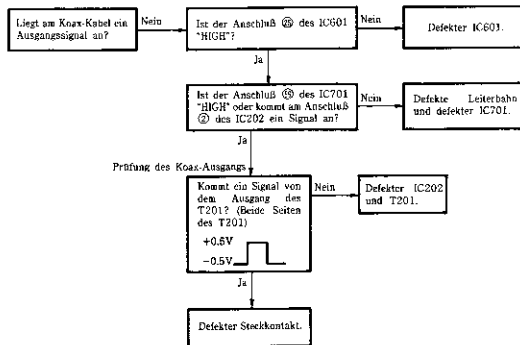 Liegt am Koax-Kabel ein
Ausgangssignal an?
Nein
Ist der Anschluß ㉕ des IC601
"HIGH"?
Nein
Defekter IC601.
Ja
Ist der Anschluß ⑮ des IC701
"HIGH" oder kommt am Anschluß
② des IC202 ein Signal an?
Nein
Defekte Leiterbahn
und defekter IC701.
Ja
Prüfung des Koax-Ausgangs
Kommt ein Signal von
dem Ausgang des
T201? (Beide Seiten
des T201)
+0.5V
−0.5V
Nein
Defekter IC202
und T201.
Ja
Defekter Steckkontakt.